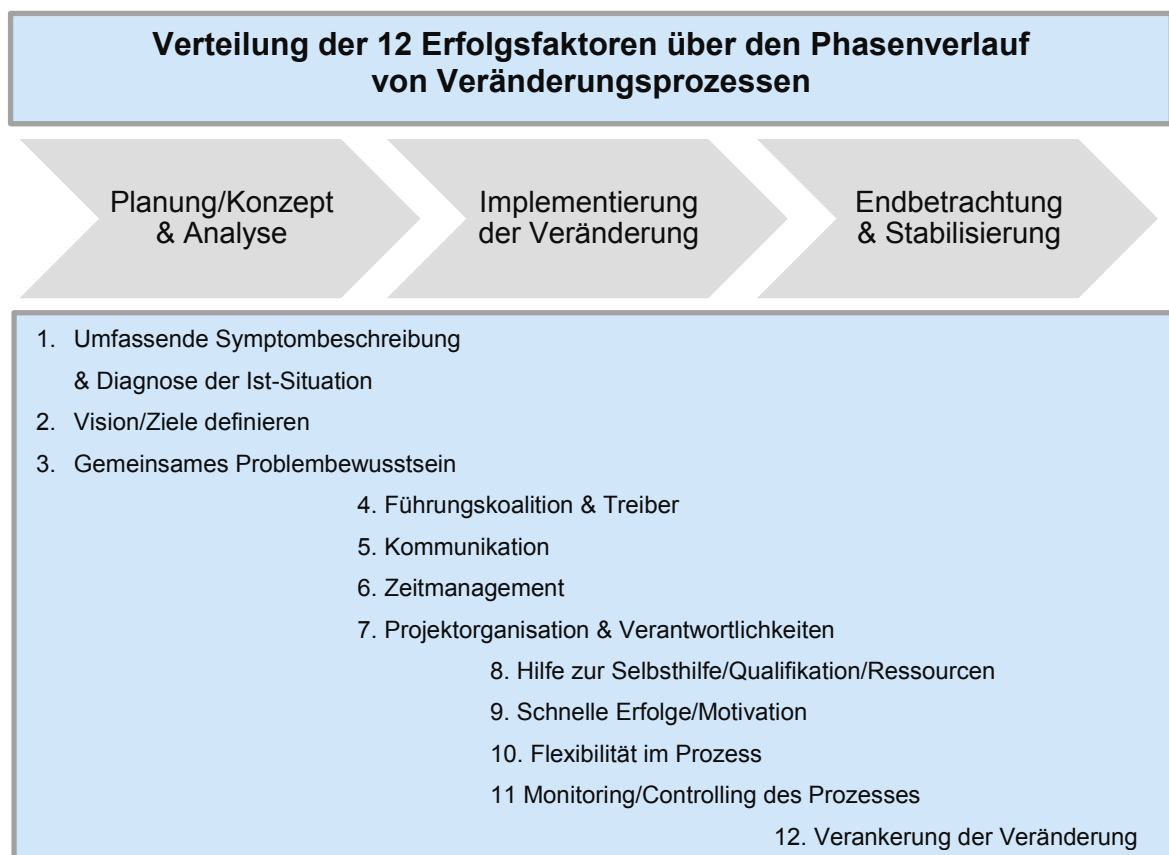 Verteilung der 12 Erfolgsfaktoren über den Phasenverlauf
von Veränderungsprozessen
Planung/Konzept
& Analyse
Implementierung
der Veränderung
Endbetrachtung
& Stabilisierung
1. Umfassende Symptombeschreibung
& Diagnose der Ist-Situation
2. Vision/Ziele definieren
3. Gemeinsames Problembewusstsein
4. Führungskoalition & Treiber
5. Kommunikation
6. Zeitmanagement
7. Projektorganisation & Verantwortlichkeiten
8. Hilfe zur Selbsthilfe/Qualifikation/Ressourcen
9. Schnelle Erfolge/Motivation
10. Flexibilität im Prozess
11 Monitoring/Controlling des Prozesses
12. Verankerung der Veränderung